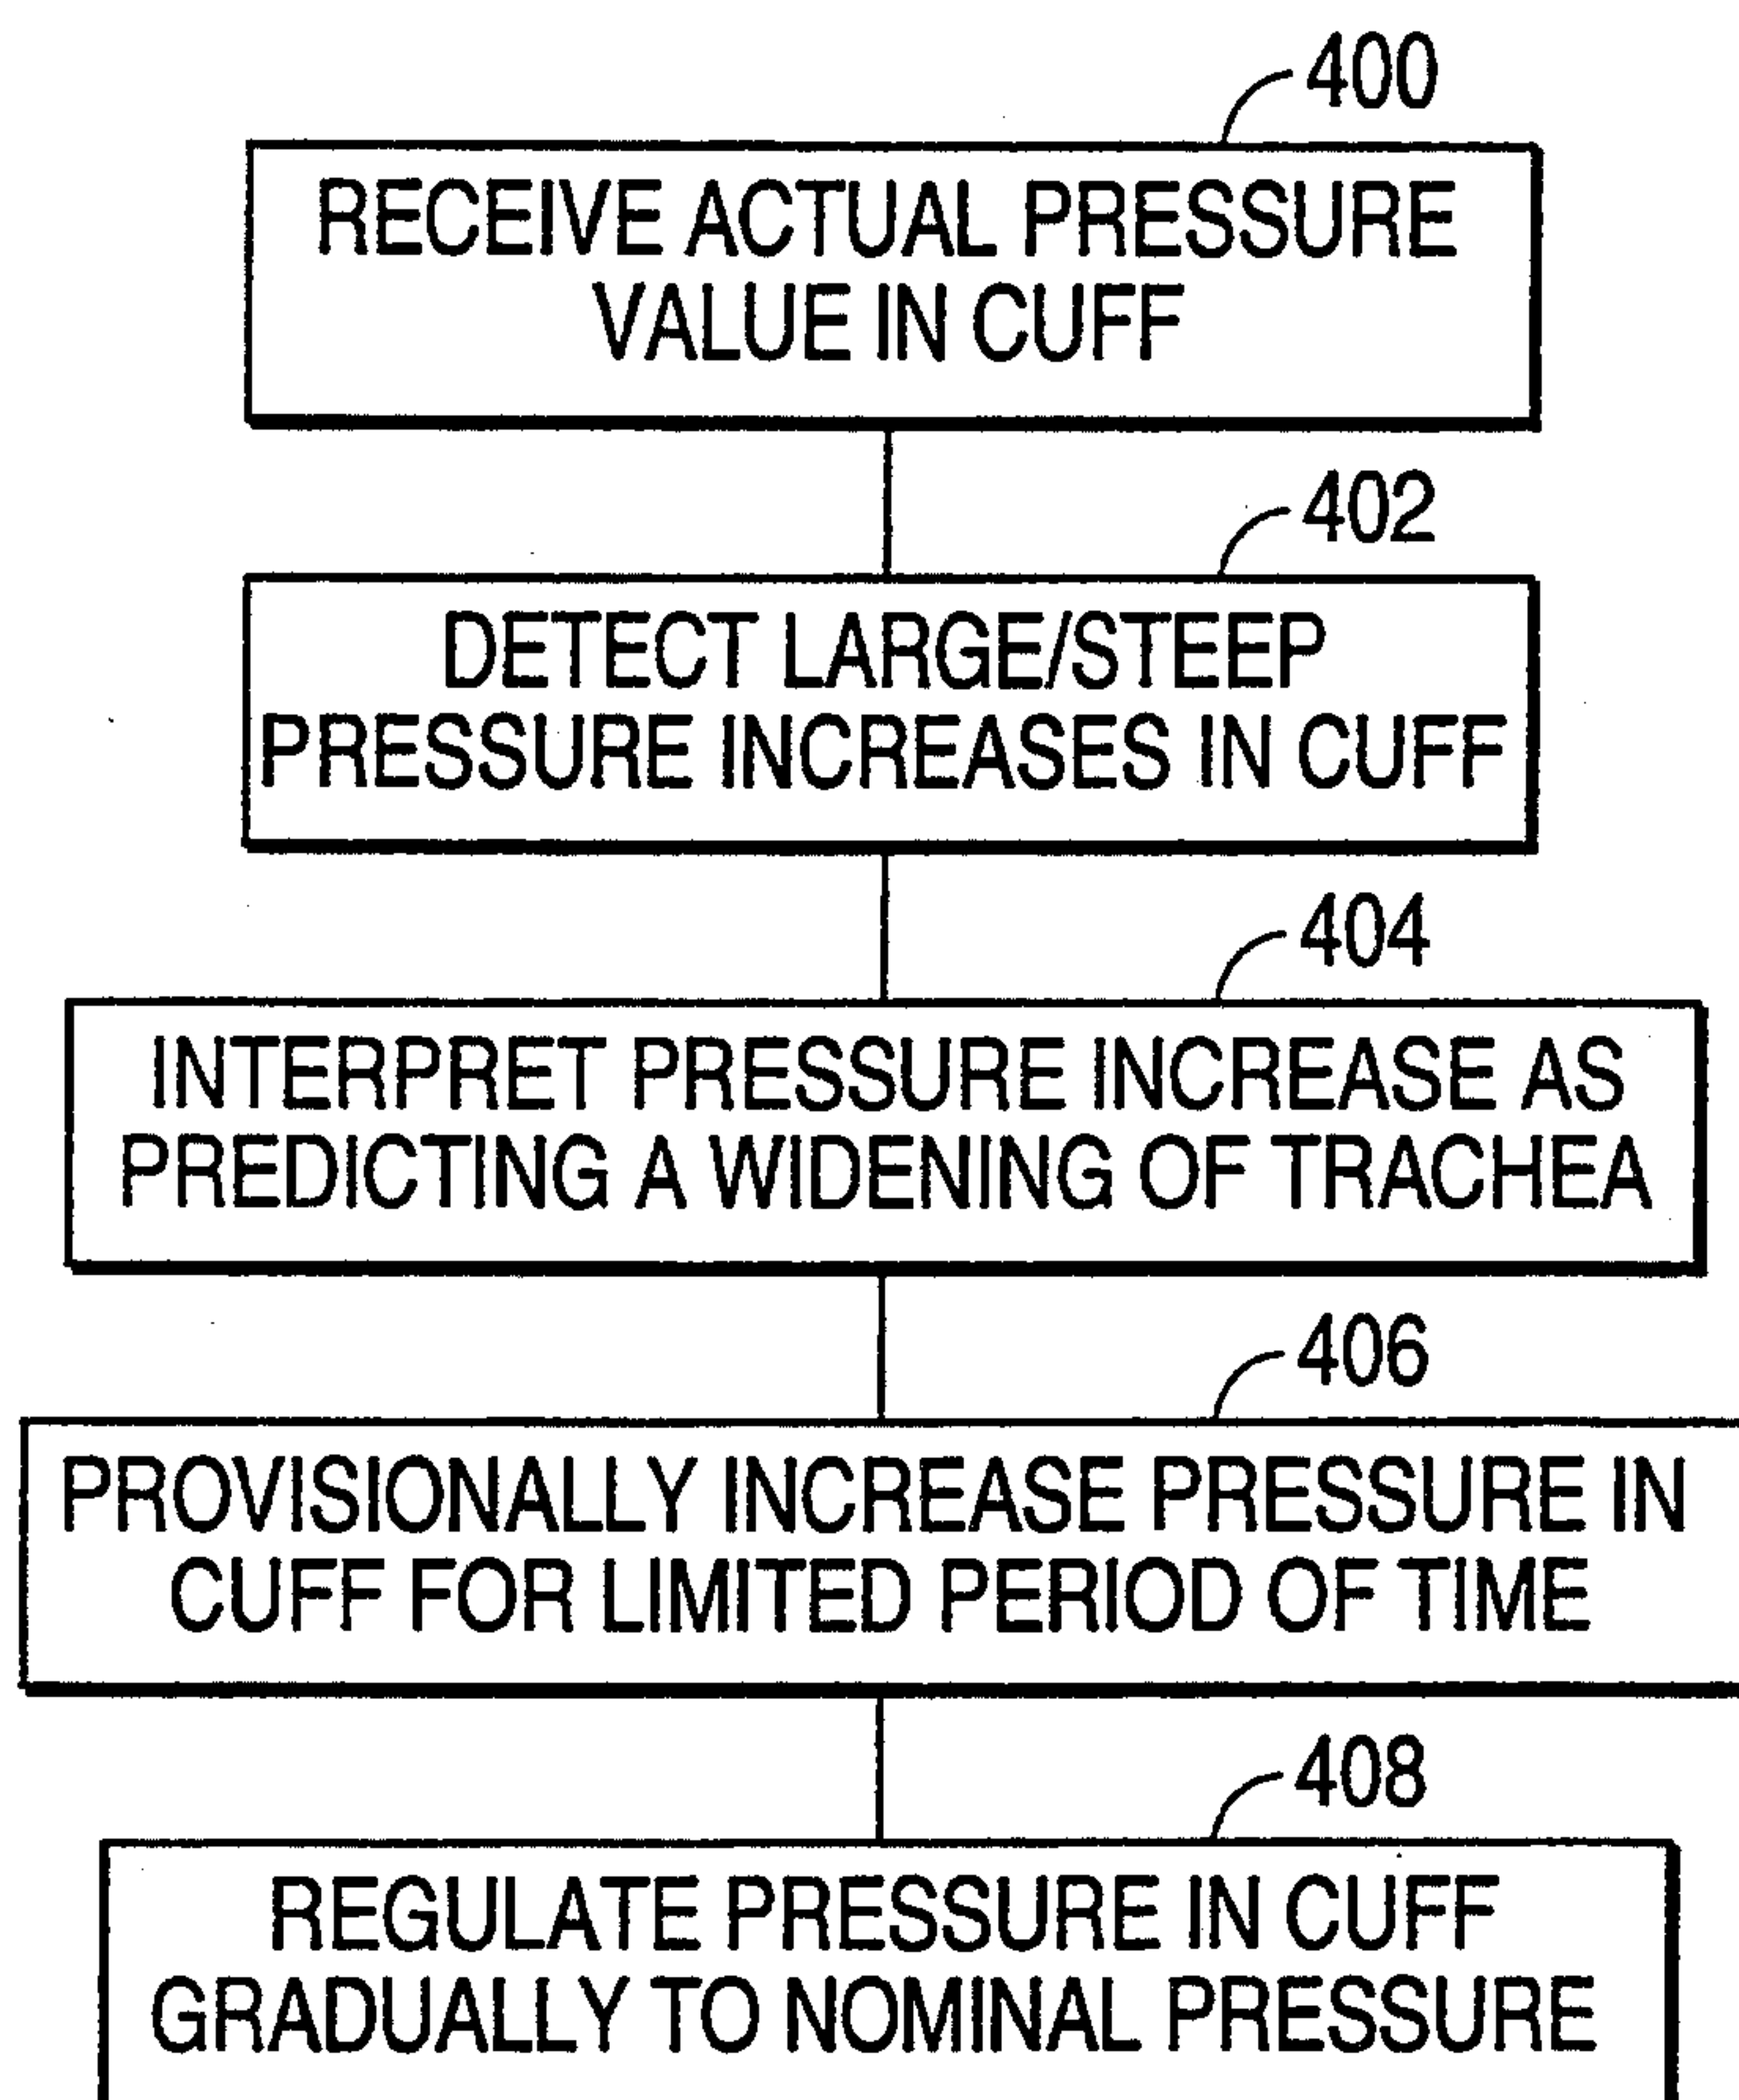 400
RECEIVE ACTUAL PRESSURE
VALUE IN CUFF
402
DETECT LARGE/STEEP
PRESSURE INCREASES IN CUFF
404
INTERPRET PRESSURE INCREASE AS
PREDICTING A WIDENING OF TRACHEA
406
PROVISIONALLY INCREASE PRESSURE IN
CUFF FOR LIMITED PERIOD OF TIME
408
REGULATE PRESSURE IN CUFF
GRADUALLY TO NOMINAL PRESSURE